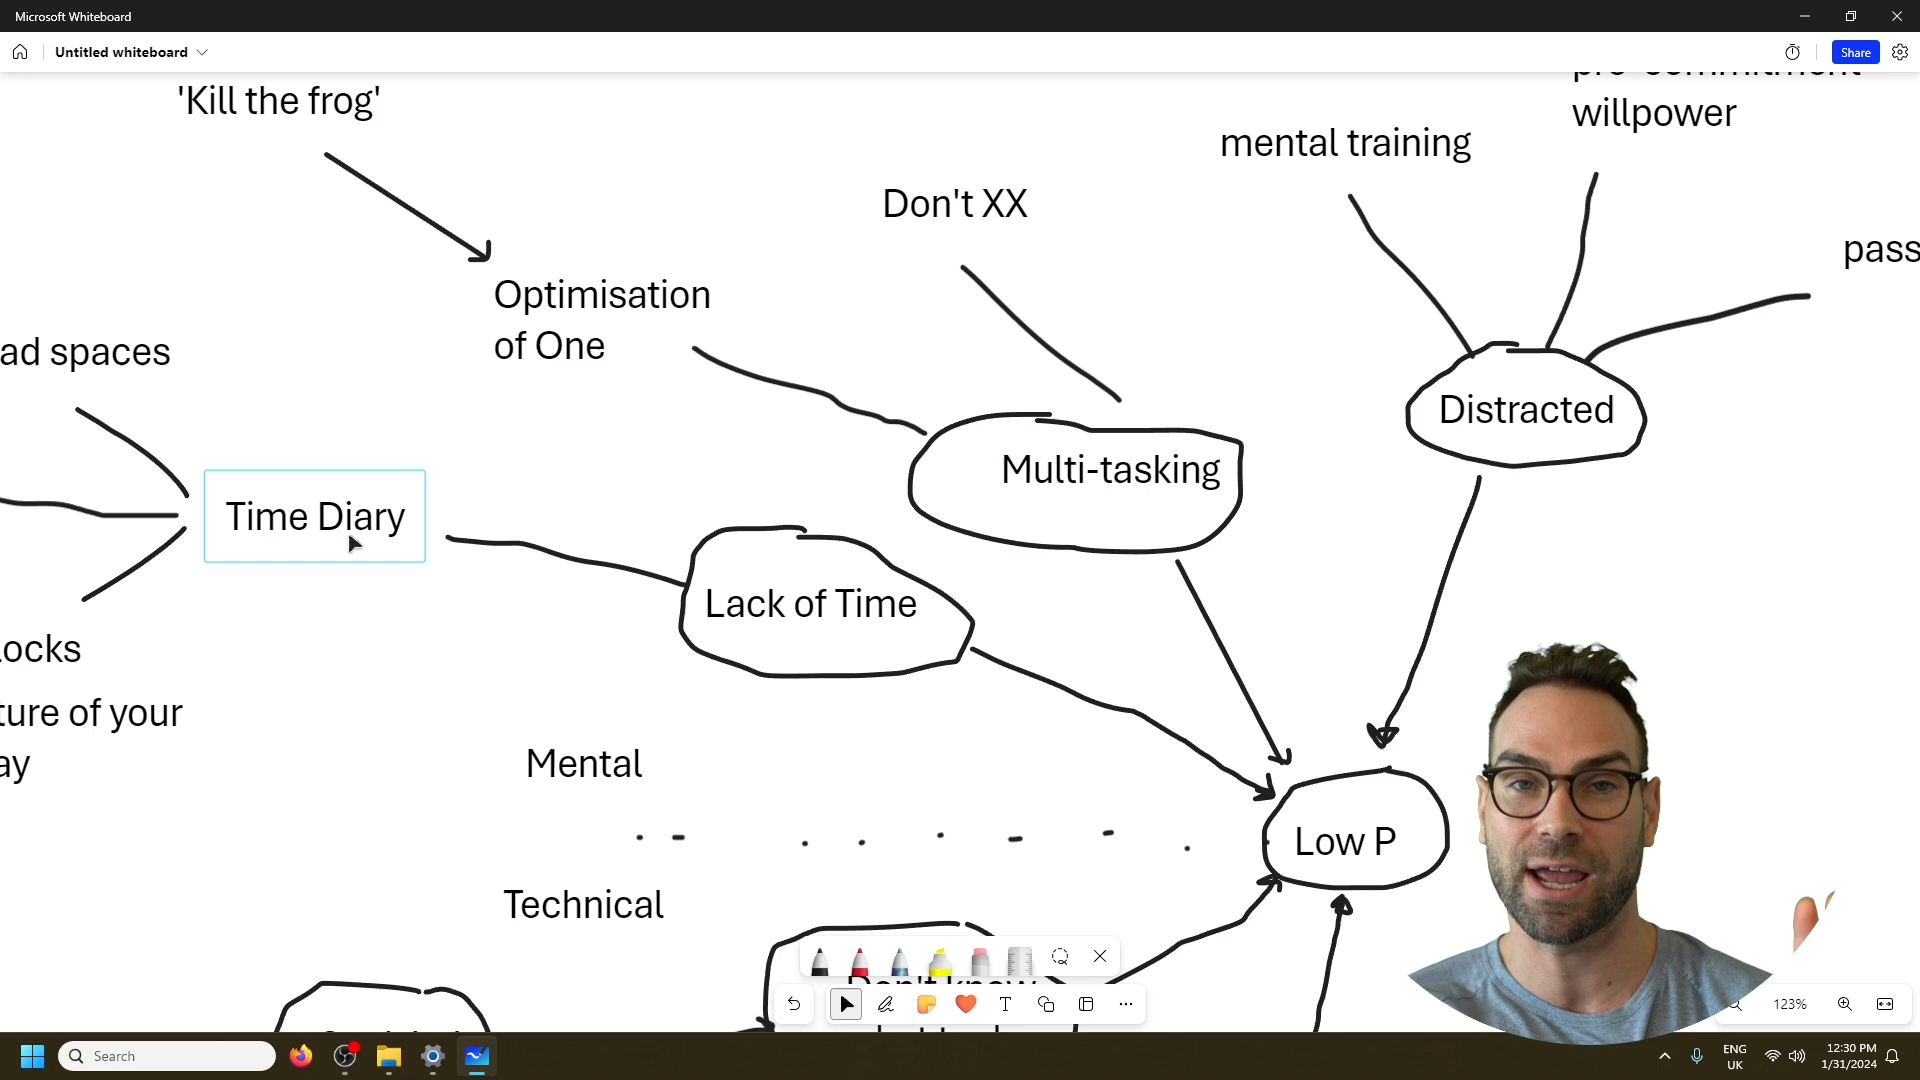 Microsoft Whiteboard
Untitled whiteboard
Share
'Kill the frog'
willpower
mental training
Don't XX
pass
Optimisation
of One
ad spaces
Distracted
Multi-tasking
Time Diary
Lack of Time
ocks
ture of your
ay
Mental
Low P
Technical
Don't know
123%
Search
ENG
UK
12:30 PM
1/31/2024